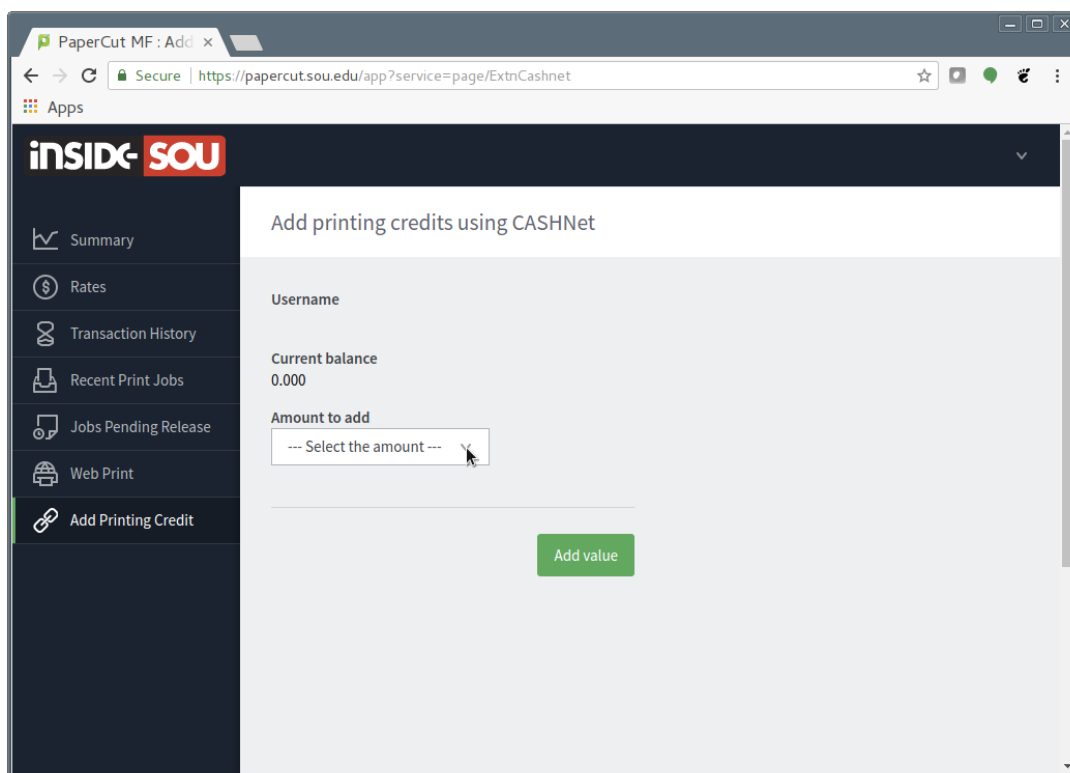 PaperCut MF : Add
Secure https://papercut.sou.edu/app?service=page/ExtnCashnet
Apps
INSIDE SOU
Add printing credits using CASHNet
Summary
Rates
Transaction History
Recent Print Jobs
Jobs Pending Release
Web Print
Add Printing Credit
Username
Current balance
0.000
Amount to add
--- Select the amount ---
Add value